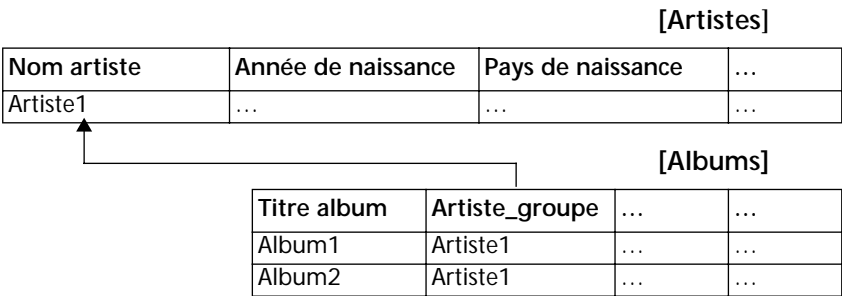 [Artistes]
Nom artiste Année de naissance Pays de naissance ...
Artiste1 ... ... ...
[Albums]
Titre album Artiste_groupe ... ...
Album1 Artiste1 ... ...
Album2 Artiste1 ... ...